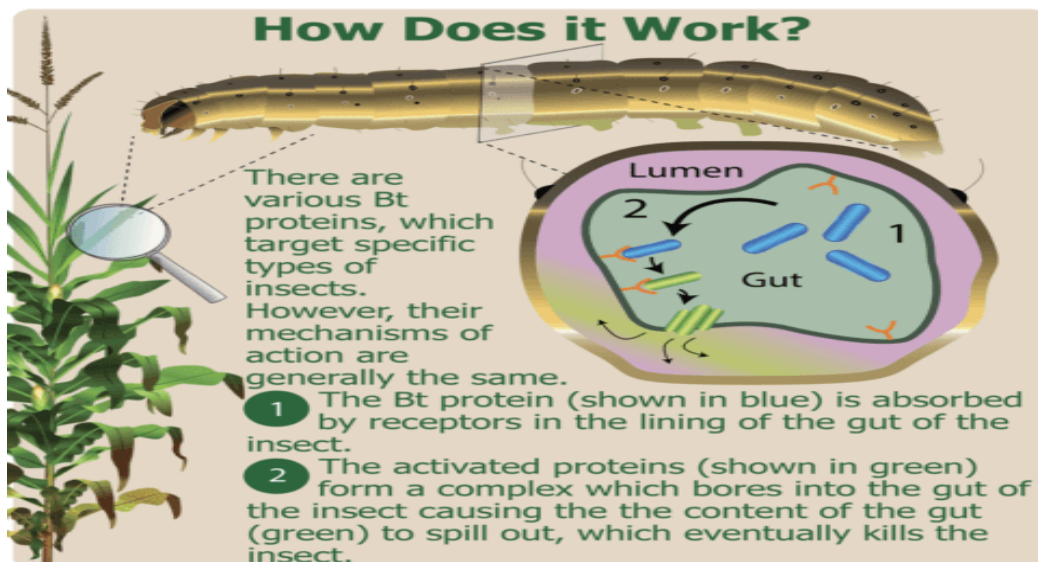 How Does it Work?
Lumen
2
1
Gut
There are
various Bt
proteins, which
target specific
types of
insects.
However, their
mechanisms of
action are
generally the same.
1 The Bt protein (shown in blue) is absorbed
by receptors in the lining of the gut of the
insect.
2 The activated proteins (shown in green)
form a complex which bores into the gut of
the insect causing the the content of the gut
(green) to spill out, which eventually kills the
insect.